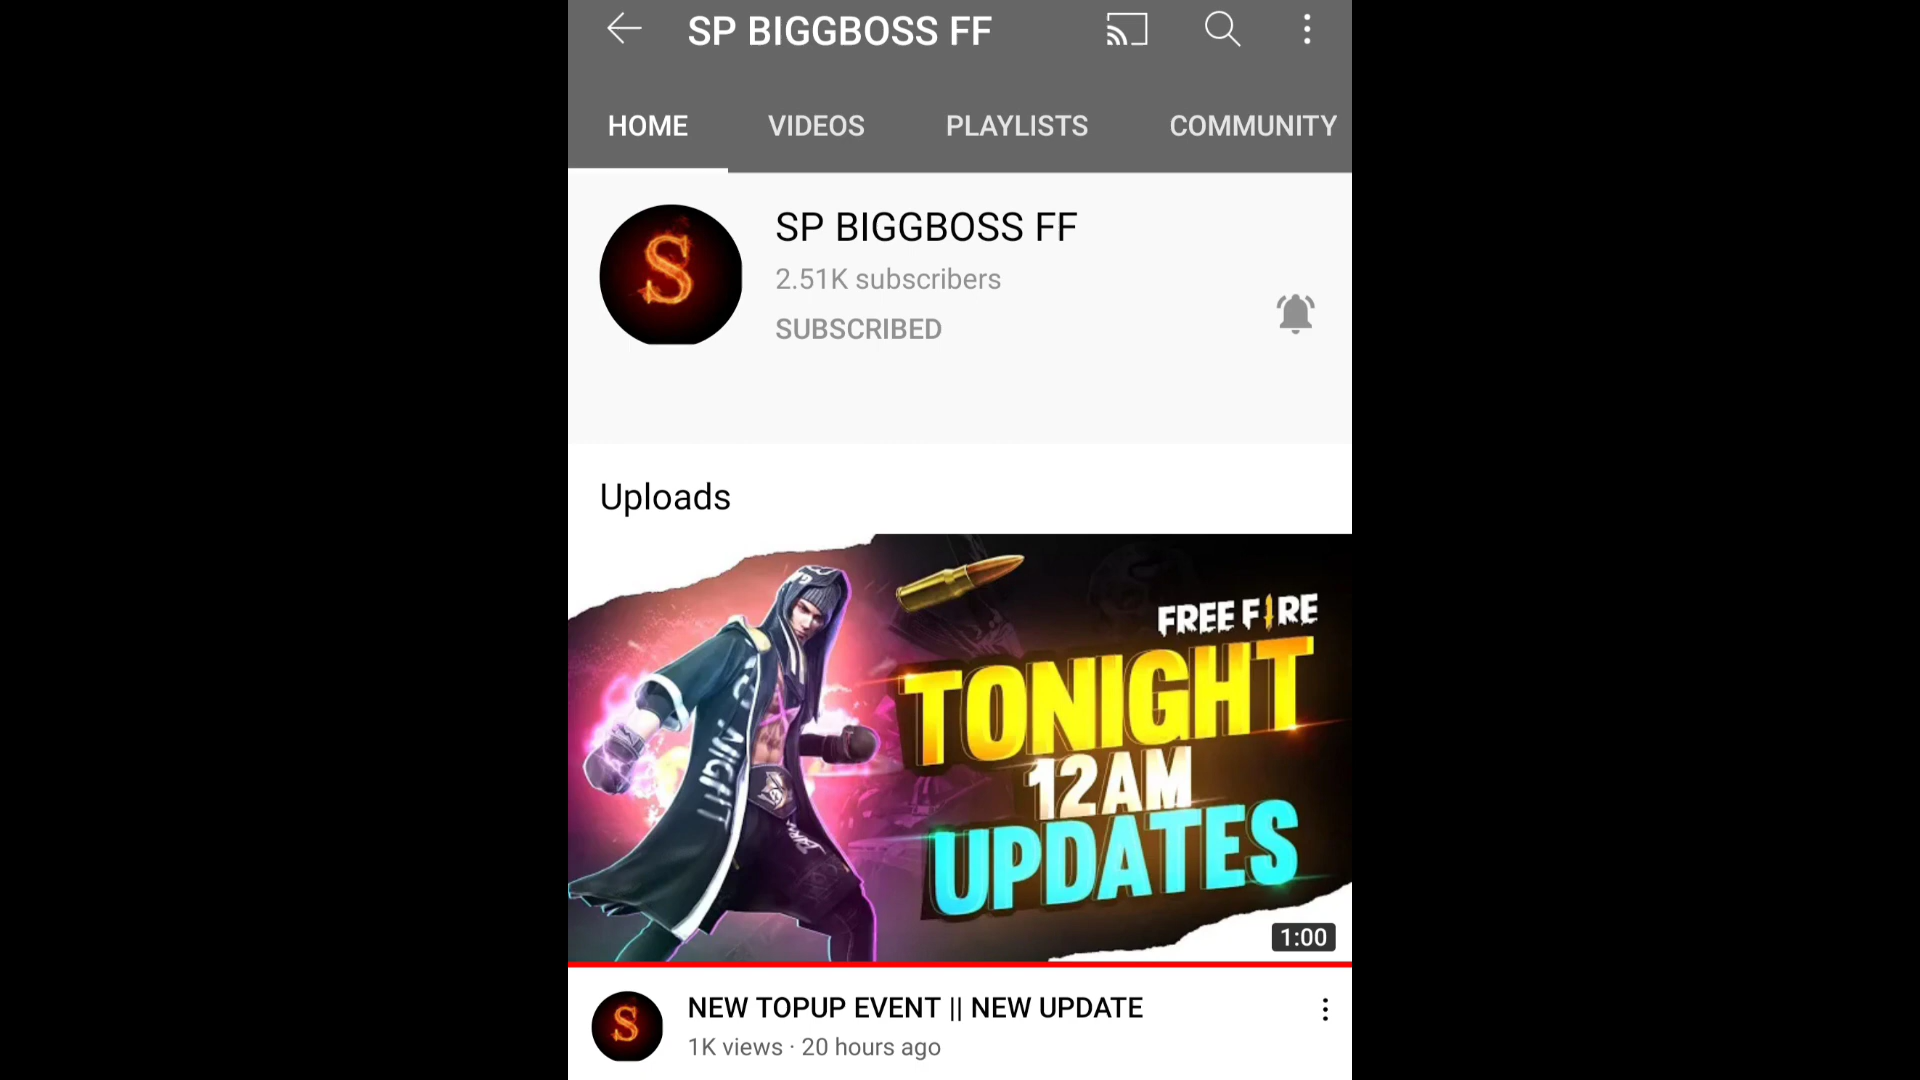 SP BIGGBOSS FF
HOME VIDEOS PLAYLISTS COMMUNITY
S
SP BIGGBOSS FF
2.51K subscribers
SUBSCRIBED
Uploads
FREE FIRE
TONIGHT
12AM
UPDATES
NIGHT
1:00
S
NEW TOPUP EVENT || NEW UPDATE
1K views · 20 hours ago